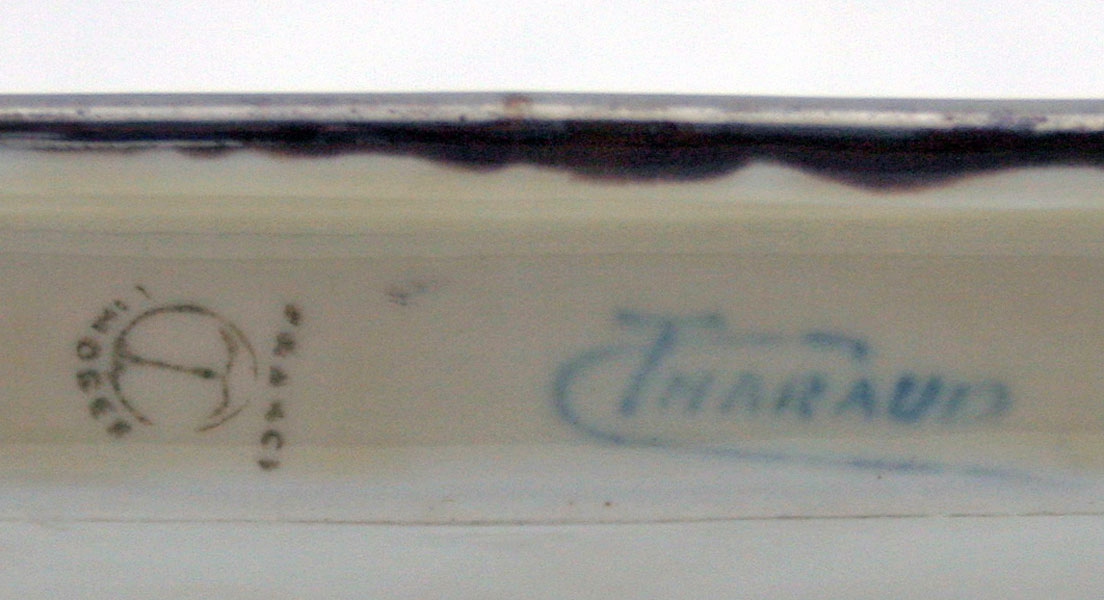 LIMOGES
FRANCE
THARAUD